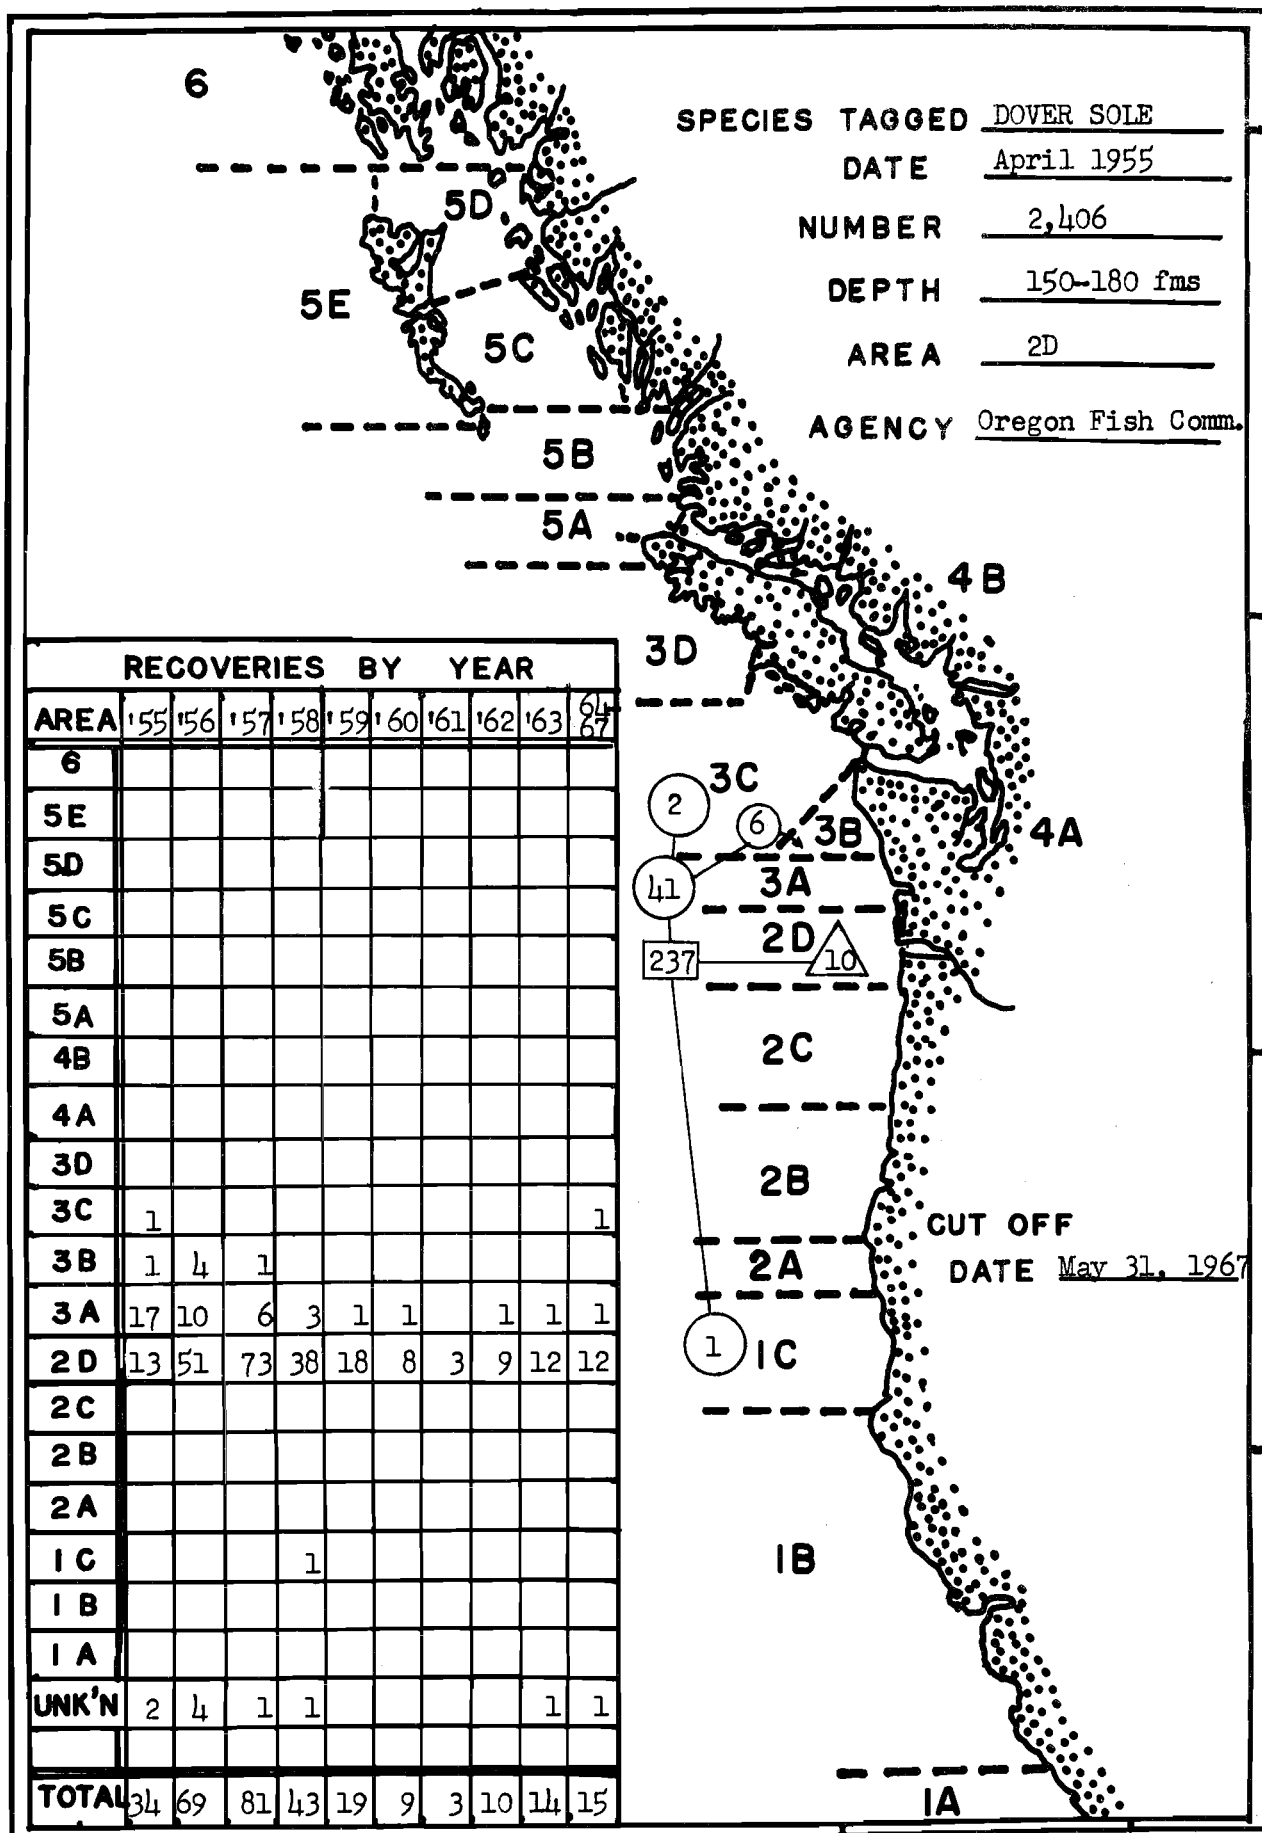 6
SPECIES TAGGED DOVER SOLE
DATE April 1955
5D
NUMBER 2,406
5E
DEPTH 150-180 fms
5C
AREA 2D
AGENCY Oregon Fish Comm.
5B
5A
4B
3D
RECOVERIES BY YEAR
AREA '55 '56 '57 '58 '59 '60 '61 '62 '63 64 67
6
5E
5D
5C
5B
5A
4B
4A
3D
3C 1 1
3B 1 4 1
3A 17 10 6 3 1 1 1 1 1
2D 13 51 73 38 18 8 3 9 12 12
2C
2B
2A
1C 1
1B
1A
UNK'N 2 4 1 1 1 1
TOTAL 34 69 81 43 19 9 3 10 14 15
3C
2
6
3B
4A
41
3A
2D
237
10
2C
2B
CUT OFF
DATE May 31, 1967
2A
1
1C
1B
1A